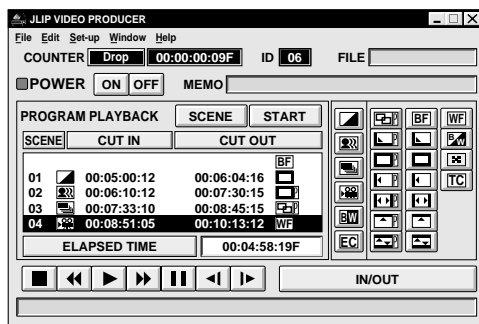 JLIP VIDEO PRODUCER
File Edit Set-up Window Help
COUNTER Drop 00:00:00:09F ID 06 FILE
POWER ON OFF MEMO
PROGRAM PLAYBACK SCENE START
SCENE CUT IN CUT OUT
BF
01 00:05:00:12 00:06:04:16
02 00:06:10:12 00:07:30:15 P
03 00:07:33:10 00:08:45:15 P
04 00:08:51:05 00:10:13:12 WF
ELAPSED TIME 00:04:58:19F
P BF WF
P B/W
P
P TC
BW P
EC P
P
IN/OUT